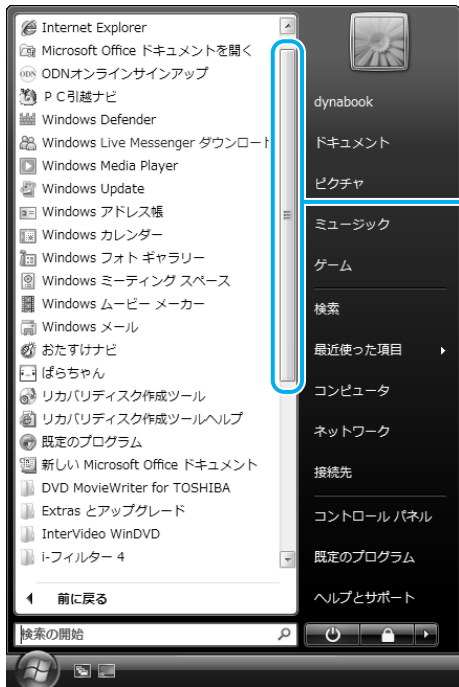 Internet Explorer
Microsoft Office ドキュメントを開く
ODN ODNオンラインサインアップ
ＰＣ引越ナビ
Windows Defender
Windows Live Messenger ダウンロート
Windows Media Player
Windows Update
Windows アドレス帳
Windows カレンダー
Windows フォト ギャラリー
Windows ミーティング スペース
Windows ムービー メーカー
Windows メール
おたすけナビ
ぱらちゃん
リカバリディスク作成ツール
リカバリディスク作成ツールヘルプ
既定のプログラム
新しい Microsoft Office ドキュメント
DVD MovieWriter for TOSHIBA
Extras とアップグレード
InterVideo WinDVD
i-フィルター 4
前に戻る
検索の開始
dynabook
ドキュメント
ピクチャ
ミュージック
ゲーム
検索
最近使った項目
コンピュータ
ネットワーク
接続先
コントロール パネル
既定のプログラム
ヘルプとサポート